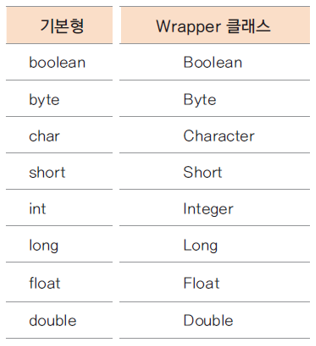 기본형 Wrapper 클래스
boolean Boolean
byte Byte
char Character
short Short
int Integer
long Long
float Float
double Double